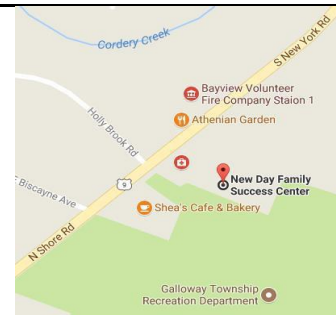 Cordery Creek
S New York Rd
Bayview Volunteer
Fire Company Staion 1
Athenian Garden
Holly Brook Rd
New Day Family
Success Center
E Biscayne Ave
9
Shea's Cafe & Bakery
N Shore Rd
Galloway Township
Recreation Department